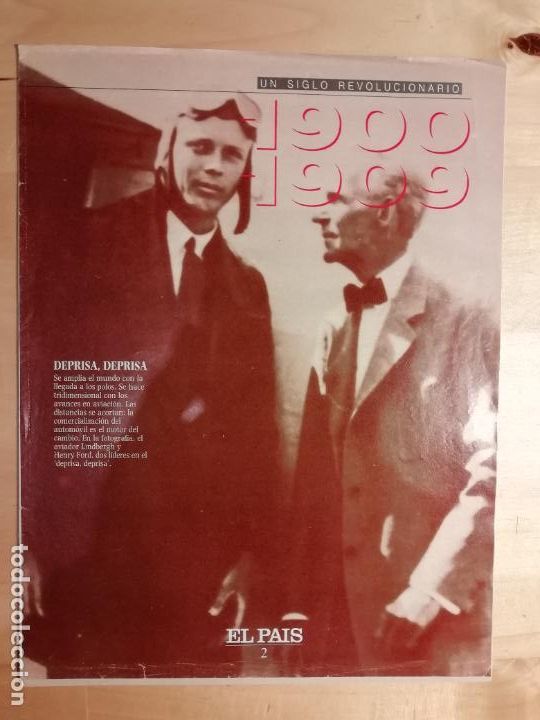 UN SIGLO REVOLUCIONARIO
1900
1909
DEPRISA, DEPRISA
Se amplía el mundo con la
llegada a los polos. Se hace
tridimensional con los
avances en aviación. Las
distancias se acortan: la
comercialización del
automóvil es el motor del
cambio. En la fotografía, el
aviador Lindbergh y
Henry Ford, dos líderes en el
'deprisa, deprisa'.
EL PAIS
2
todocoleccion.net